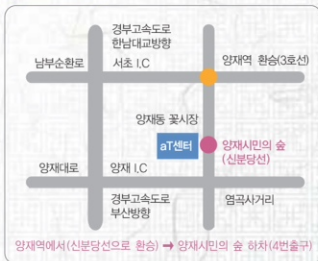 경부고속도로
한남대교방향
남부순환로
서초 I.C
양재역 환승(3호선)
양재동 꽃시장
aT센터
양재시민의 숲
(신분당선)
양재대로
양재 I.C
경부고속도로
부산방향
염곡사거리
양재역에서(신분당선으로 환승) → 양재시민의 숲 하차(4번출구)